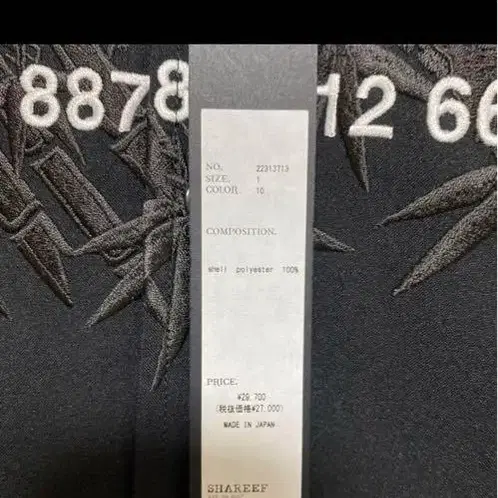 8878
12 66
NO. 22313713
SIZE. 1
COLOR. 10
COMPOSITION.
shell polyester 100%
PRICE.
¥29,700
(税抜価格¥27,000)
MADE IN JAPAN
SHAREEF